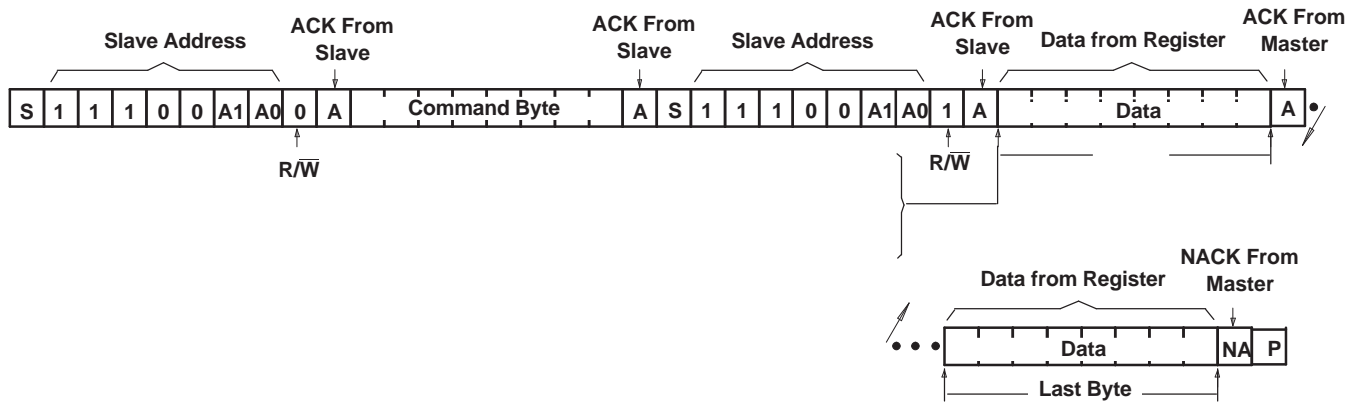 Slave Address
ACK From
Slave
ACK From
Slave
Slave Address
ACK From
Slave
Data from Register
ACK From
Master
S 1 1 1 0 0 A1 A0 0 A Command Byte A S 1 1 1 0 0 A1 A0 1 A Data A
R/W̅
R/W̅
Data from Register
NACK From
Master
Data NA P
Last Byte